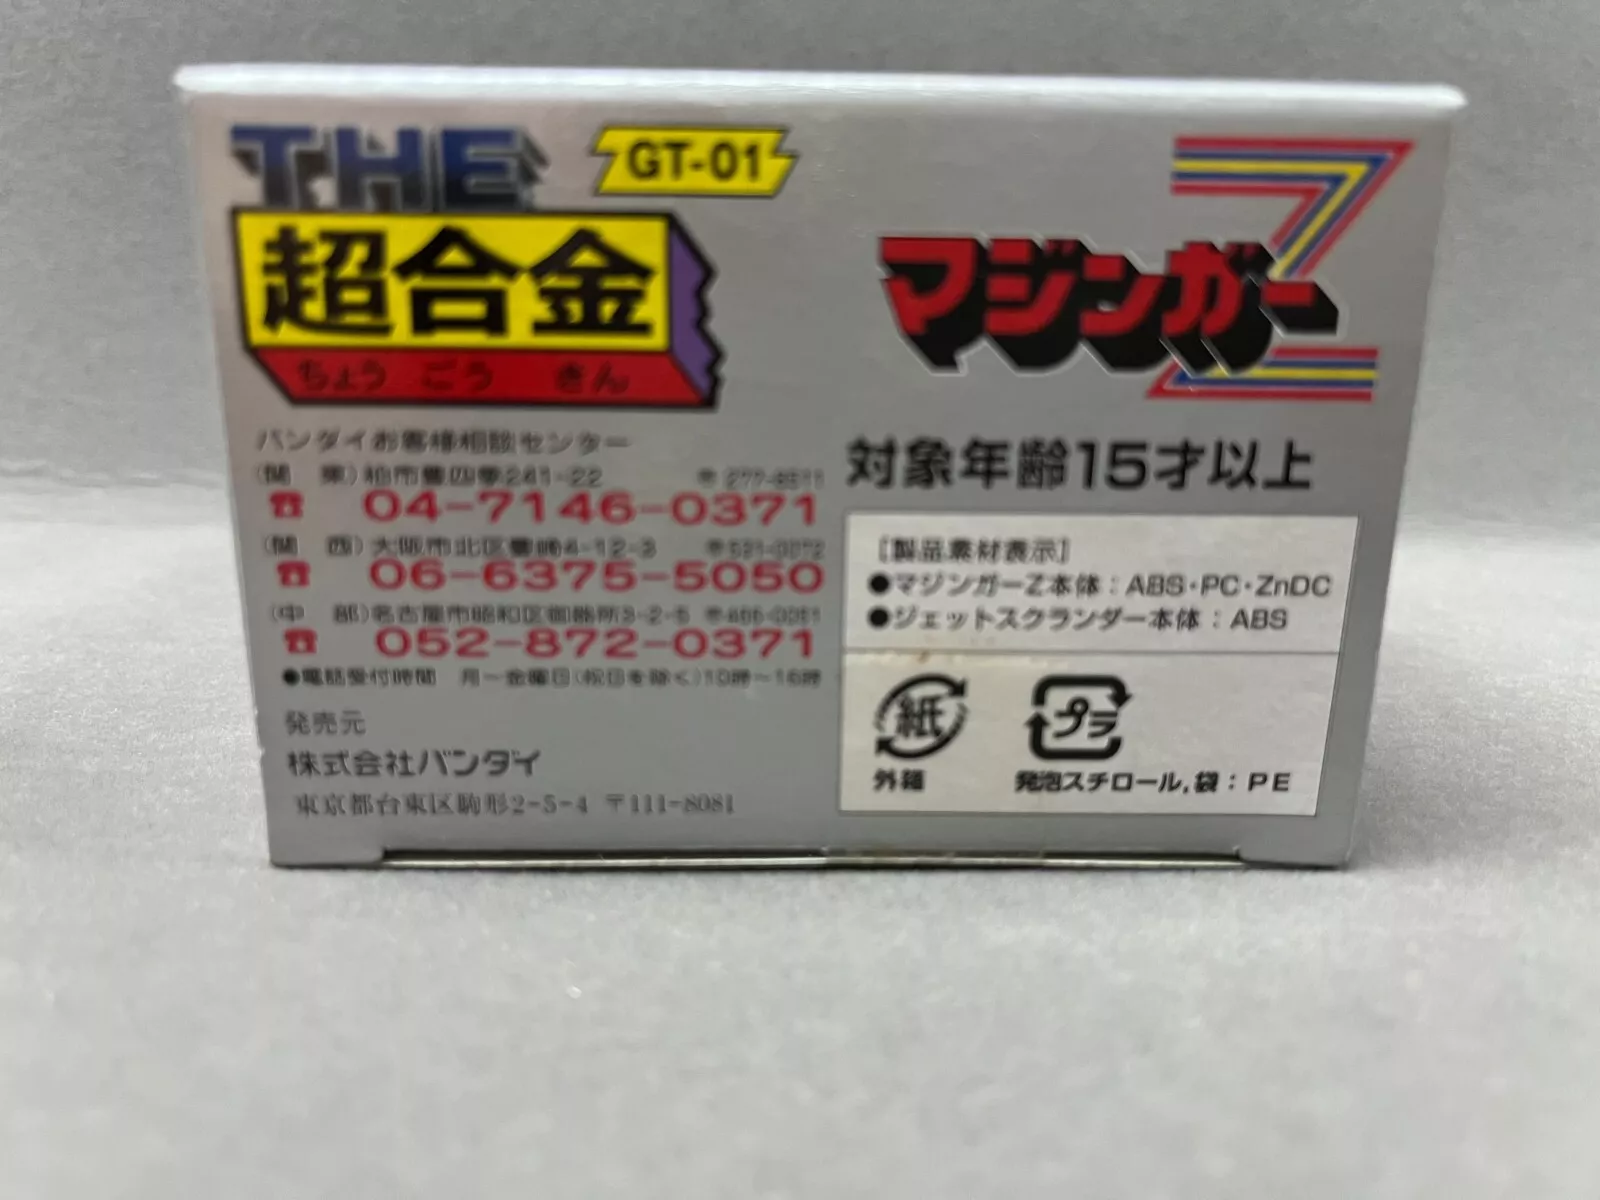 THE
GT-01
超合金
ちょうごうきん
マジンガーZ
バンダイお客様相談センター
(関 東)柏市豊四季241-22
☎ 04-7146-0371
(関 西)大阪市北区豊崎4-12-3
☎ 06-6375-5050
(中 部)名古屋市昭和区御器所3-2-5
☎ 052-872-0371
●電話受付時間 月〜金曜日(祝日を除く)10時〜16時
発売元
株式会社バンダイ
東京都台東区駒形2-5-4 〒111-8081
対象年齢15才以上
[製品素材表示]
●マジンガーZ本体:ABS・PC・ZnDC
●ジェットスクランダー本体:ABS
紙
外箱
プラ
発泡スチロール,袋:PE